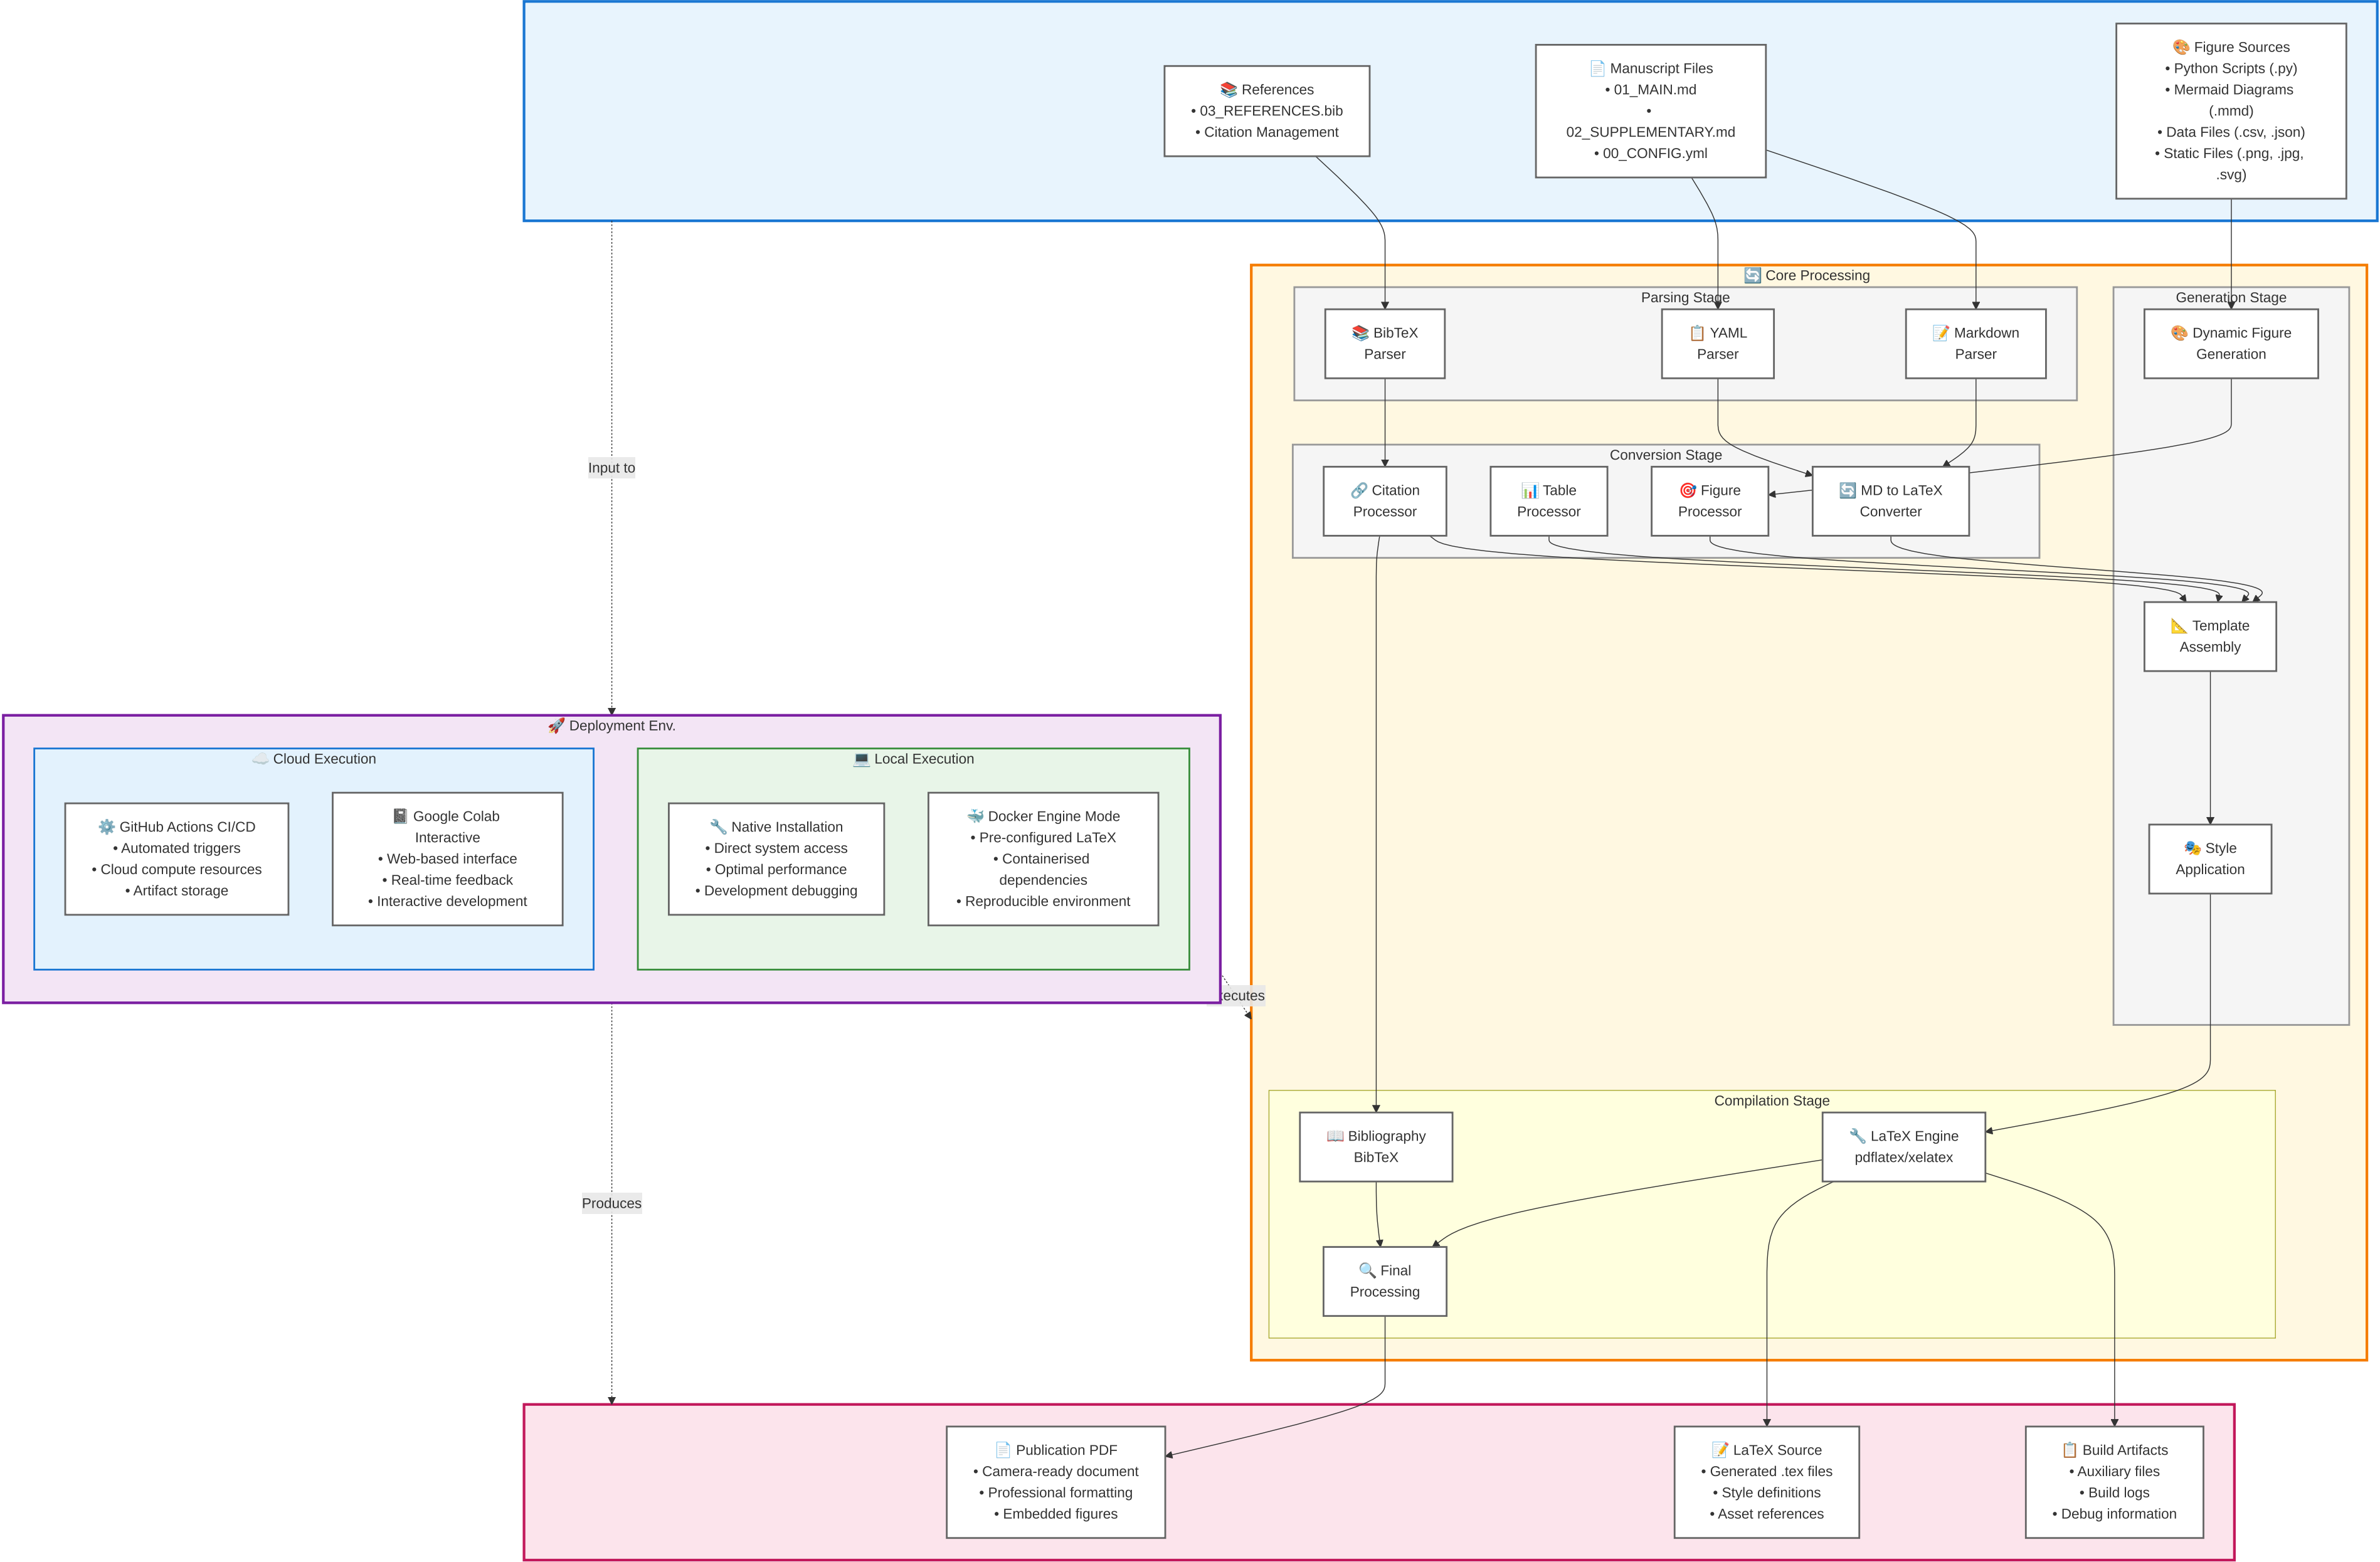 📚 References
• 03_REFERENCES.bib
• Citation Management
📄 Manuscript Files
• 01_MAIN.md
•
02_SUPPLEMENTARY.md
• 00_CONFIG.yml
🎨 Figure Sources
• Python Scripts (.py)
• Mermaid Diagrams
(.mmd)
• Data Files (.csv, .json)
• Static Files (.png, .jpg,
.svg)
🔄 Core Processing
Parsing Stage
📚 BibTeX
Parser
📋 YAML
Parser
📝 Markdown
Parser
Generation Stage
🎨 Dynamic Figure
Generation
Input to
Conversion Stage
🔗 Citation
Processor
📊 Table
Processor
🎯 Figure
Processor
🔄 MD to LaTeX
Converter
📐 Template
Assembly
🎭 Style
Application
🚀 Deployment Env.
☁️ Cloud Execution
⚙️ GitHub Actions CI/CD
• Automated triggers
• Cloud compute resources
• Artifact storage
📓 Google Colab
Interactive
• Web-based interface
• Real-time feedback
• Interactive development
💻 Local Execution
🔧 Native Installation
• Direct system access
• Optimal performance
• Development debugging
🐳 Docker Engine Mode
• Pre-configured LaTeX
• Containerised
dependencies
• Reproducible environment
Produces
Compilation Stage
📖 Bibliography
BibTeX
🔧 LaTeX Engine
pdflatex/xelatex
🔍 Final
Processing
📄 Publication PDF
• Camera-ready document
• Professional formatting
• Embedded figures
📝 LaTeX Source
• Generated .tex files
• Style definitions
• Asset references
📋 Build Artifacts
• Auxiliary files
• Build logs
• Debug information